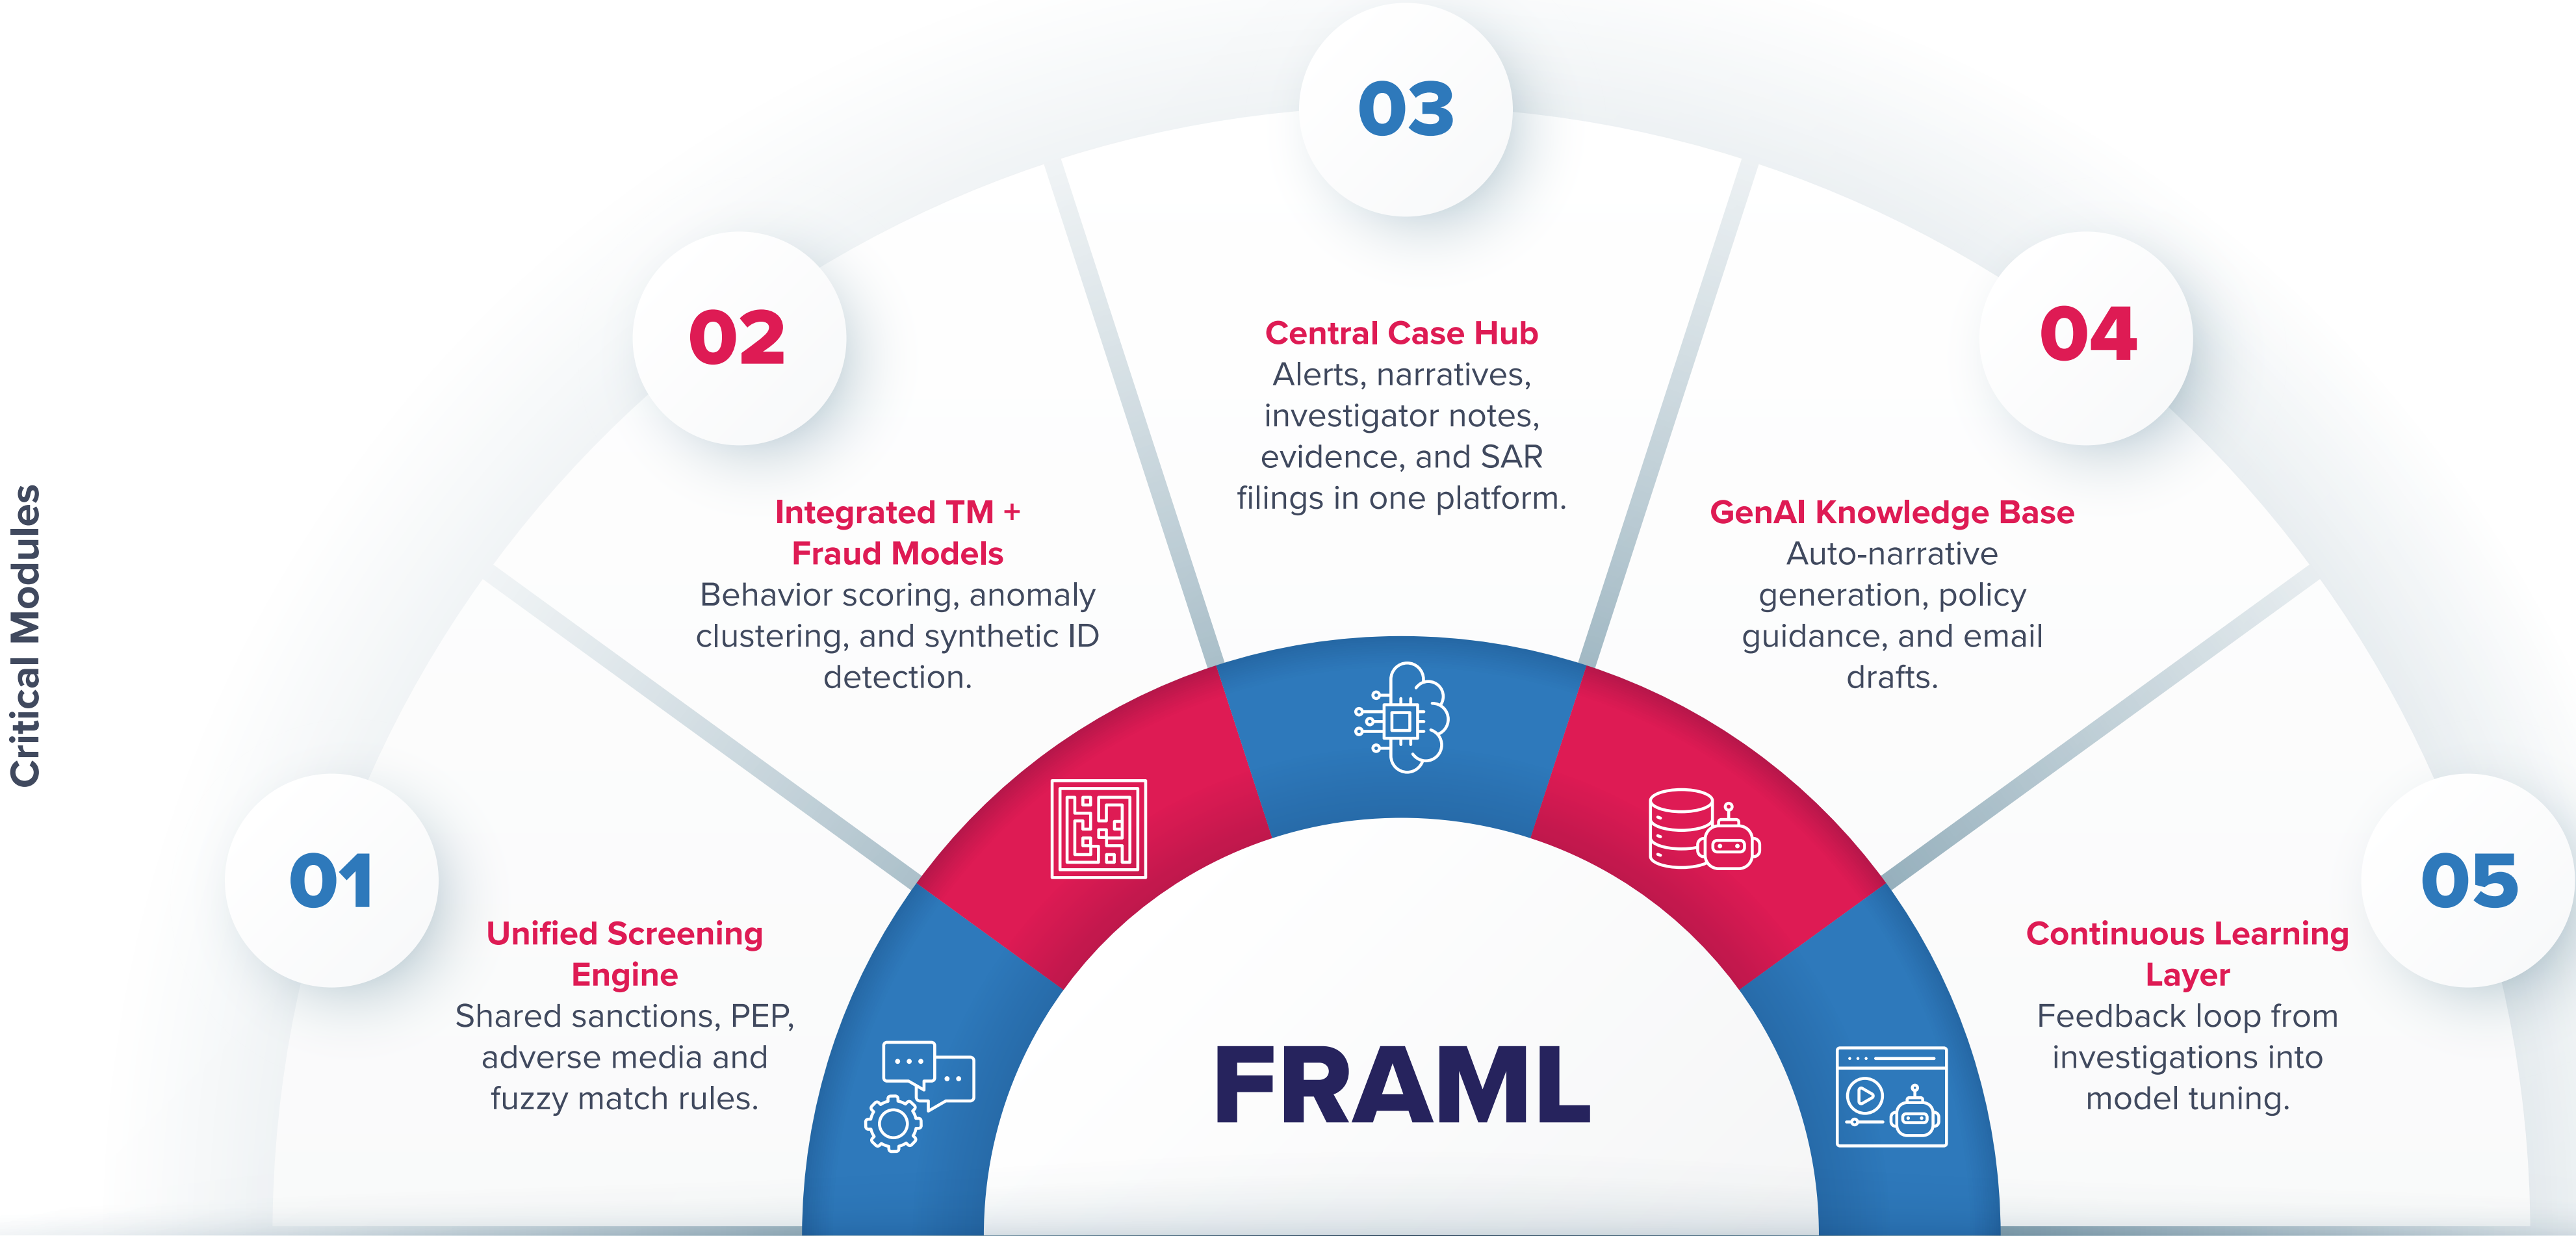 Critical Modules
01
Unified Screening
Engine
Shared sanctions, PEP,
adverse media and
fuzzy match rules.
02
Integrated TM +
Fraud Models
Behavior scoring, anomaly
clustering, and synthetic ID
detection.
03
Central Case Hub
Alerts, narratives,
investigator notes,
evidence, and SAR
filings in one platform.
04
GenAI Knowledge Base
Auto-narrative
generation, policy
guidance, and email
drafts.
05
Continuous Learning
Layer
Feedback loop from
investigations into
model tuning.
FRAML